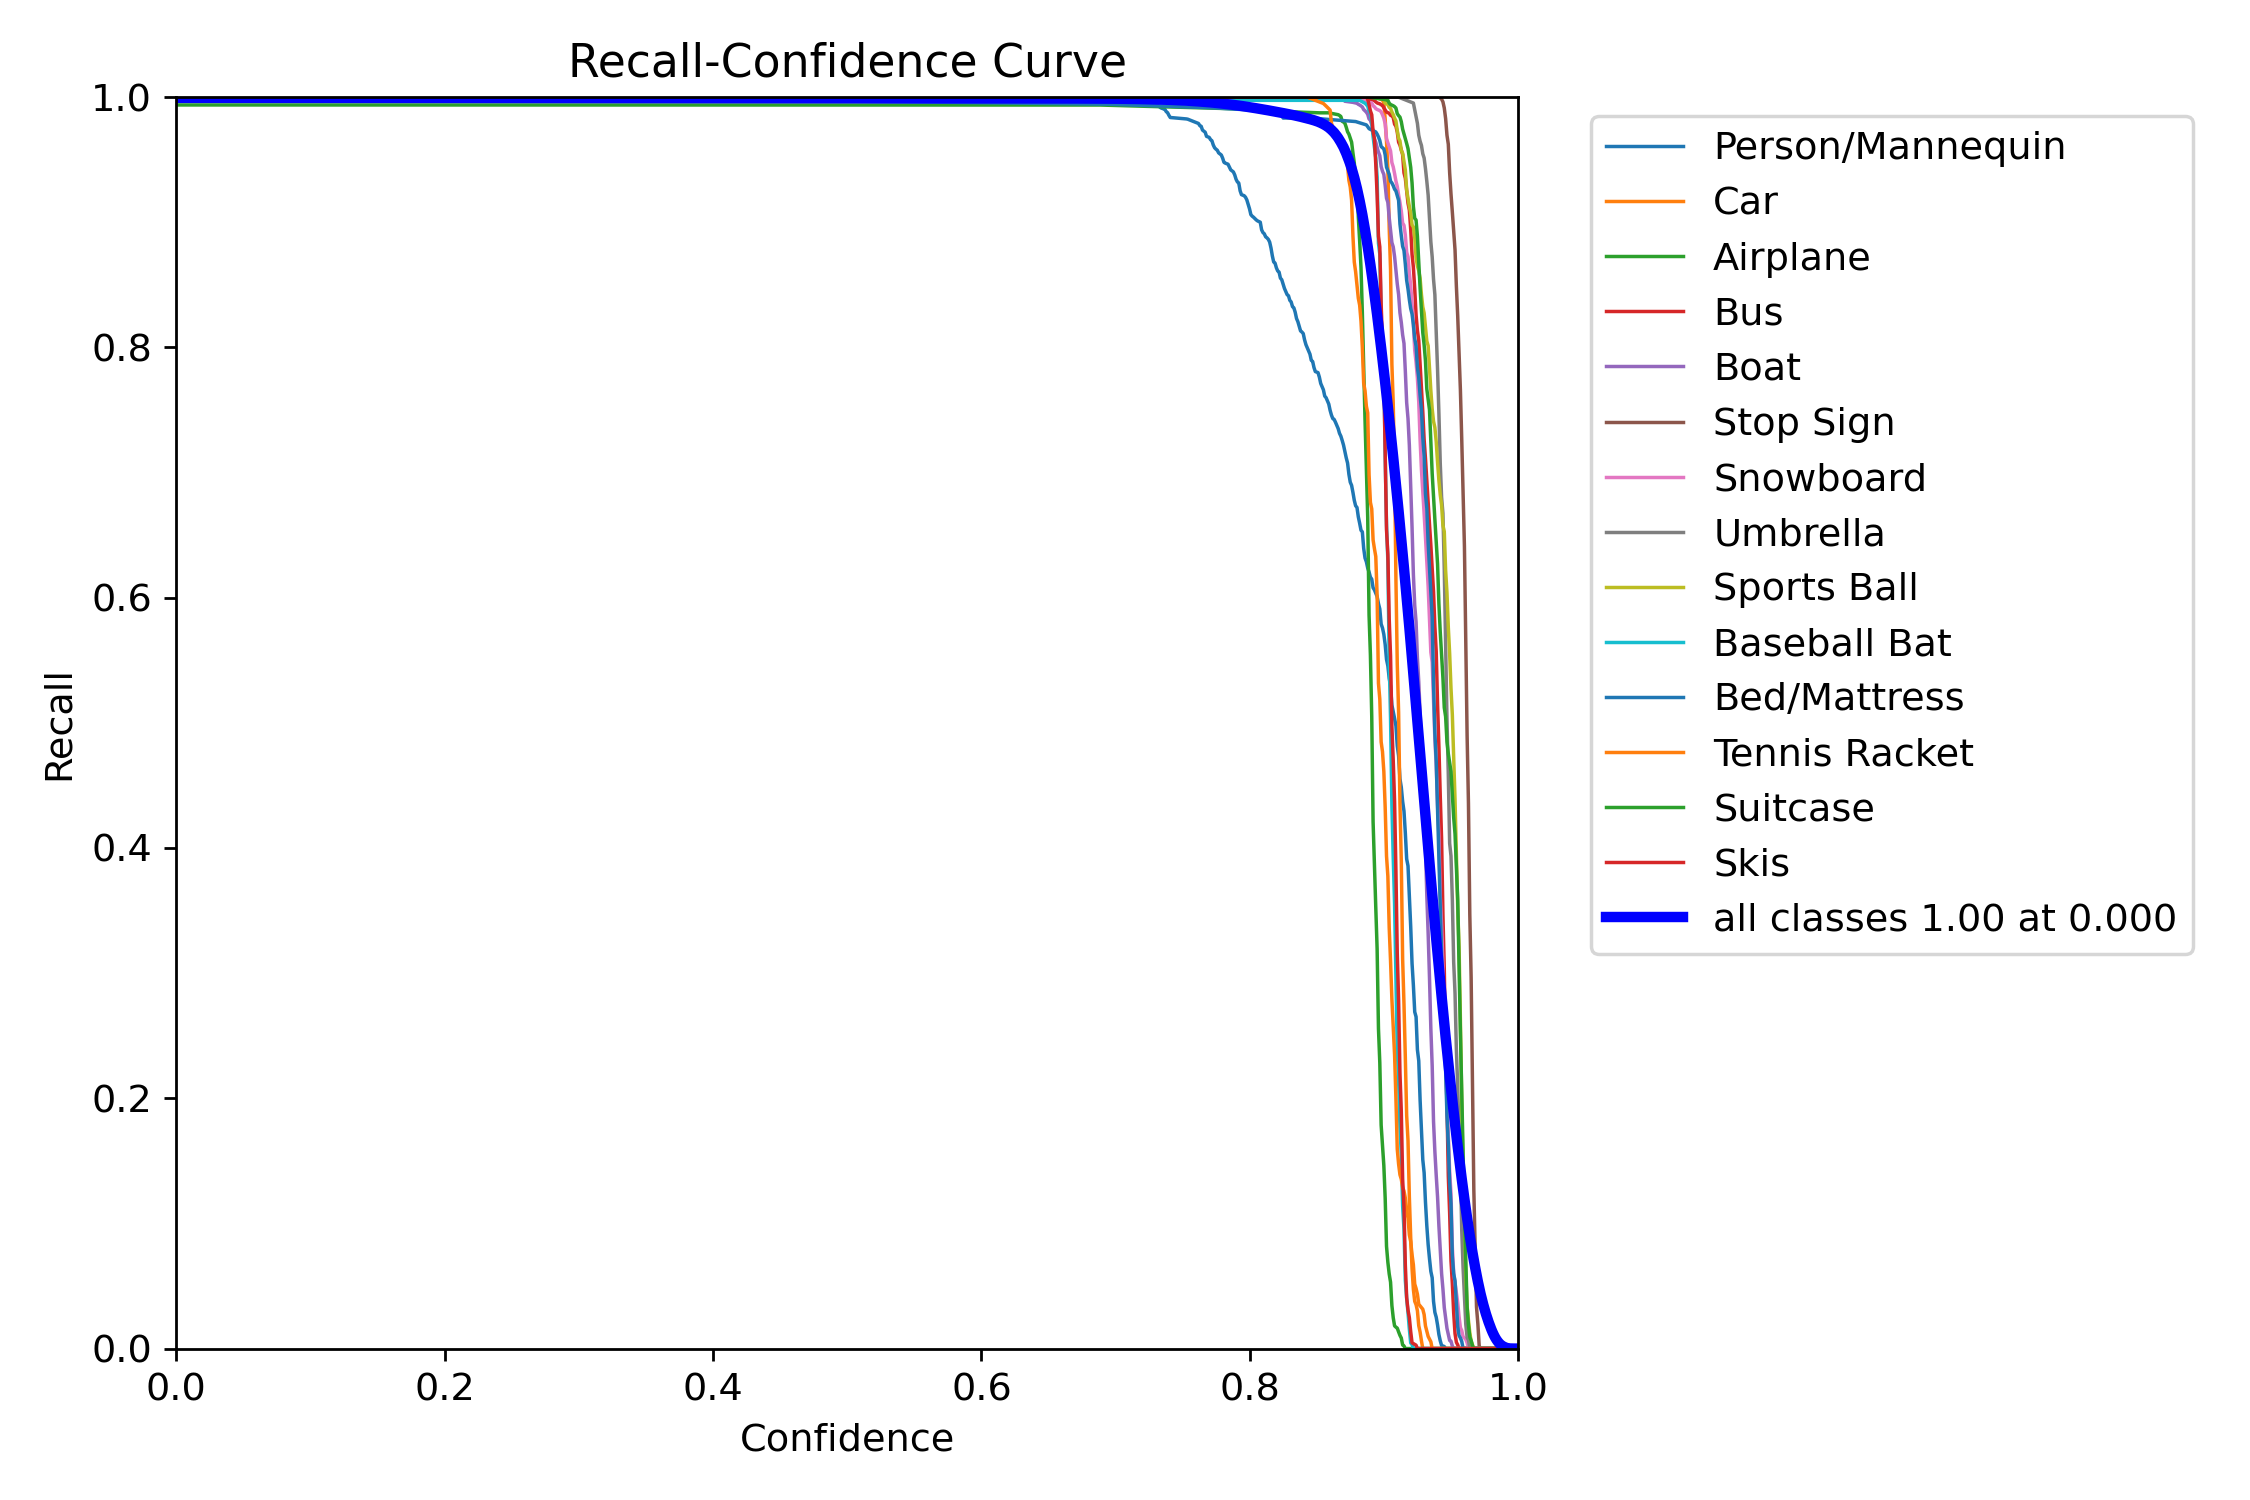 Recall-Confidence Curve
1.0
0.8
0.6
0.4
0.2
0.0
Recall
0.0 0.2 0.4 0.6 0.8 1.0
Confidence
Person/Mannequin
Car
Airplane
Bus
Boat
Stop Sign
Snowboard
Umbrella
Sports Ball
Baseball Bat
Bed/Mattress
Tennis Racket
Suitcase
Skis
all classes 1.00 at 0.000